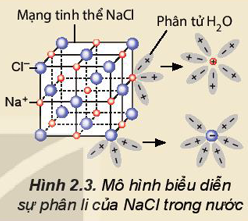 Mạng tinh thể NaCl
Phân tử H₂O
Cl⁻
Na⁺
Hình 2.3. Mô hình biểu diễn
sự phân li của NaCl trong nước